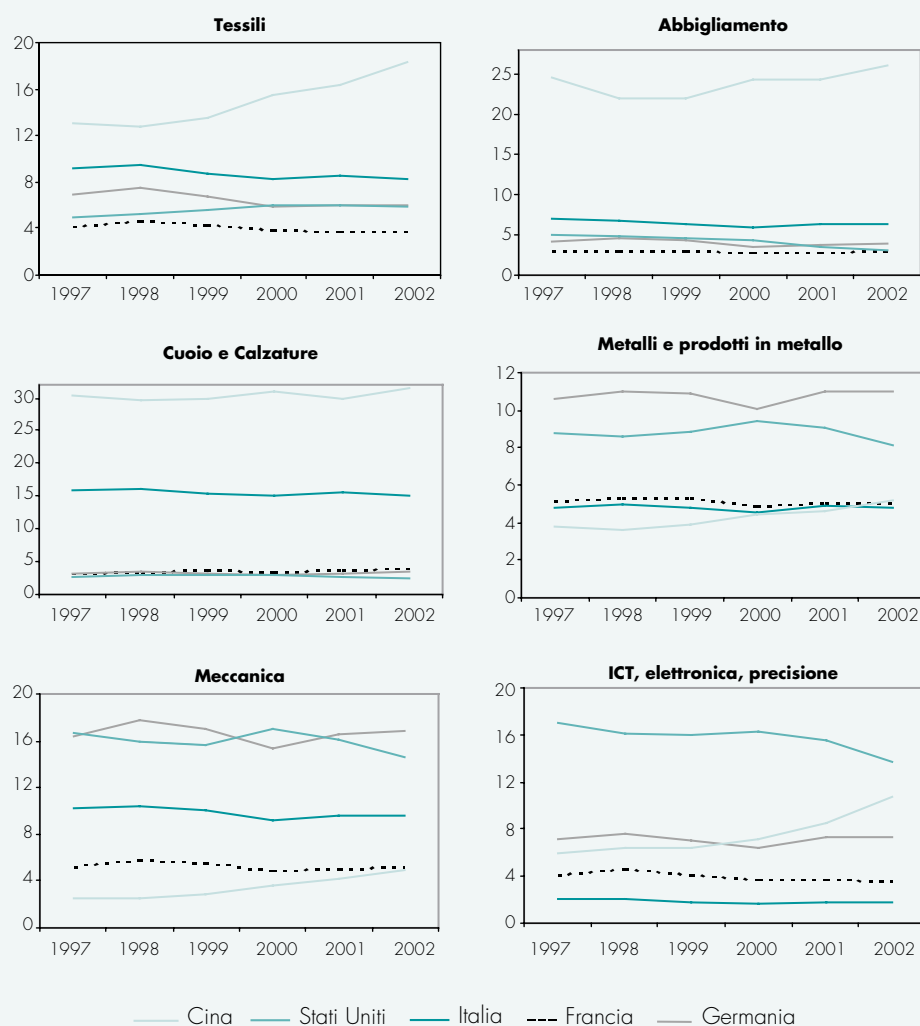 Tessili
20
16
12
8
4
0
1997 1998 1999 2000 2001 2002
Abbigliamento
25
20
15
10
5
0
1997 1998 1999 2000 2001 2002
Cuoio e Calzature
30
25
20
15
10
5
0
1997 1998 1999 2000 2001 2002
Metalli e prodotti in metallo
12
10
8
6
4
2
0
1997 1998 1999 2000 2001 2002
Meccanica
20
16
12
8
4
0
1997 1998 1999 2000 2001 2002
ICT, elettronica, precisione
20
16
12
8
4
0
1997 1998 1999 2000 2001 2002
Cina Stati Uniti Italia Francia Germania